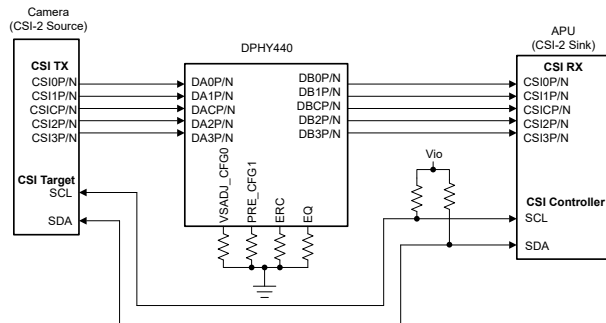 Camera
(CSI-2 Source)
CSI TX
CSI0P/N
CSI1P/N
CSICP/N
CSI2P/N
CSI3P/N
CSI Target
SCL
SDA
DPHY440
DA0P/N
DA1P/N
DACP/N
DA2P/N
DA3P/N
DB0P/N
DB1P/N
DBCP/N
DB2P/N
DB3P/N
VSADJ_CFG0
PRE_CFG1
ERC
EQ
Vio
APU
(CSI-2 Sink)
CSI RX
CSI0P/N
CSI1P/N
CSICP/N
CSI2P/N
CSI3P/N
CSI Controller
SCL
SDA